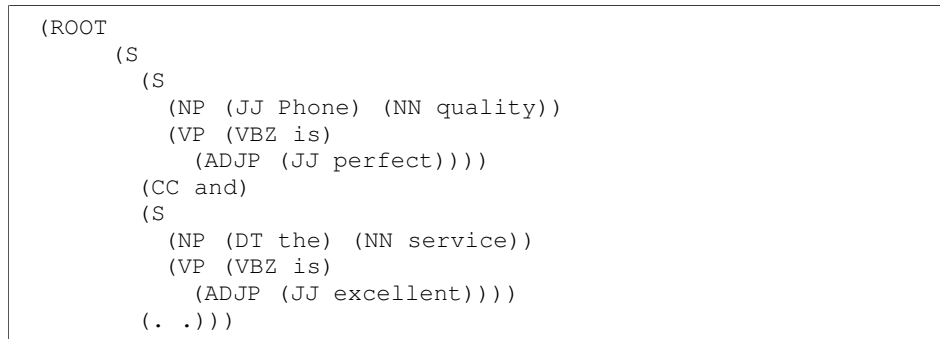 (ROOT
(S
(S
(NP (JJ Phone) (NN quality))
(VP (VBZ is)
(ADJP (JJ perfect))))
(CC and)
(S
(NP (DT the) (NN service))
(VP (VBZ is)
(ADJP (JJ excellent))))
(. .)))